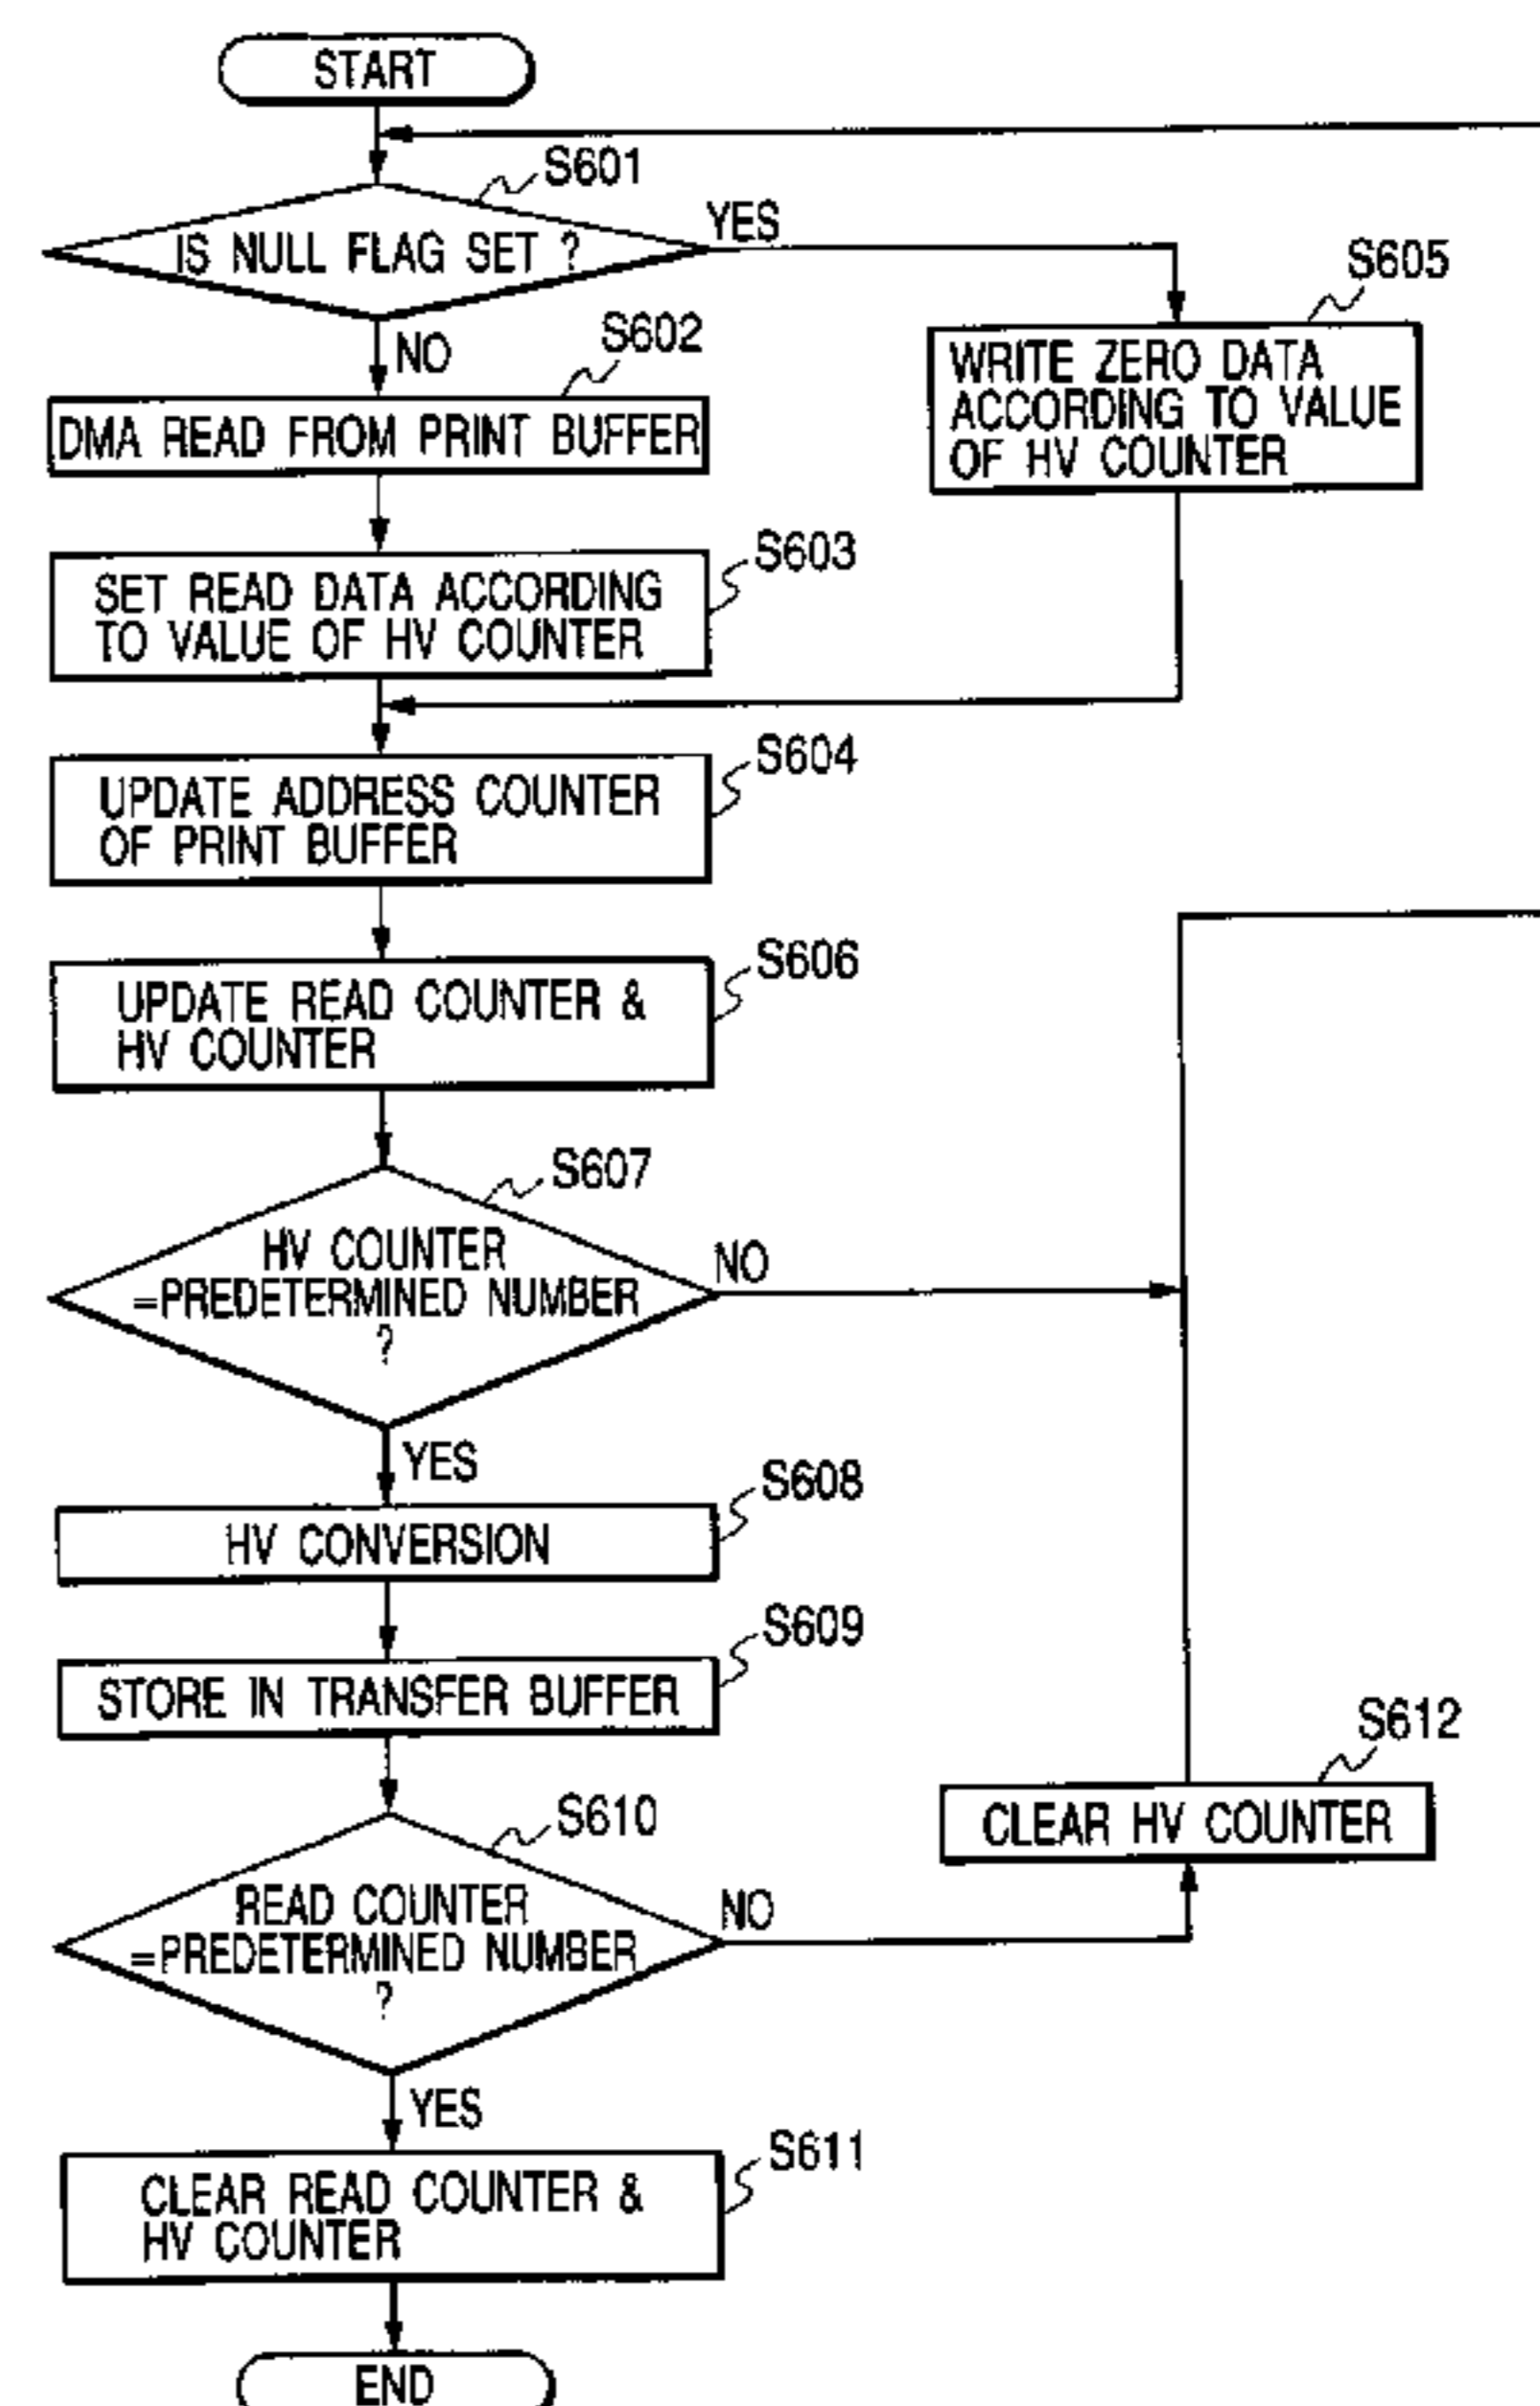 START
S601
IS NULL FLAG SET ?
YES
S605
NO
S602
WRITE ZERO DATA
ACCORDING TO VALUE
OF HV COUNTER
DMA READ FROM PRINT BUFFER
S603
SET READ DATA ACCORDING
TO VALUE OF HV COUNTER
S604
UPDATE ADDRESS COUNTER
OF PRINT BUFFER
S606
UPDATE READ COUNTER &
HV COUNTER
S607
HV COUNTER
=PREDETERMINED NUMBER
?
NO
YES
S608
HV CONVERSION
S609
STORE IN TRANSFER BUFFER
S612
CLEAR HV COUNTER
S610
READ COUNTER
=PREDETERMINED NUMBER
?
NO
YES
S611
CLEAR READ COUNTER &
HV COUNTER
END